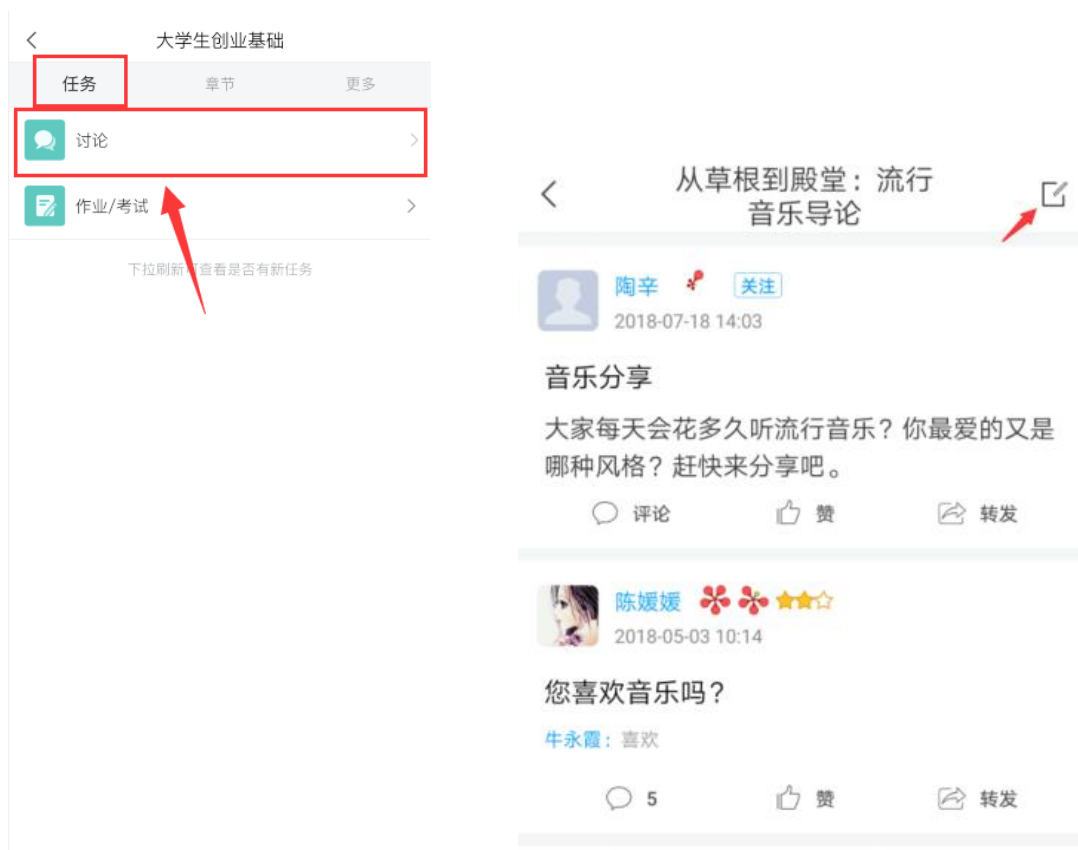 大学生创业基础
任务
章节
更多
讨论
作业/考试
下拉刷新可查看是否有新任务
从草根到殿堂：流行
音乐导论
陶辛
关注
2018-07-18 14:03
音乐分享
大家每天会花多久听流行音乐？你最爱的又是
哪种风格？赶快来分享吧。
评论
赞
转发
陈媛媛
2018-05-03 10:14
您喜欢音乐吗？
牛永霞：喜欢
5
赞
转发